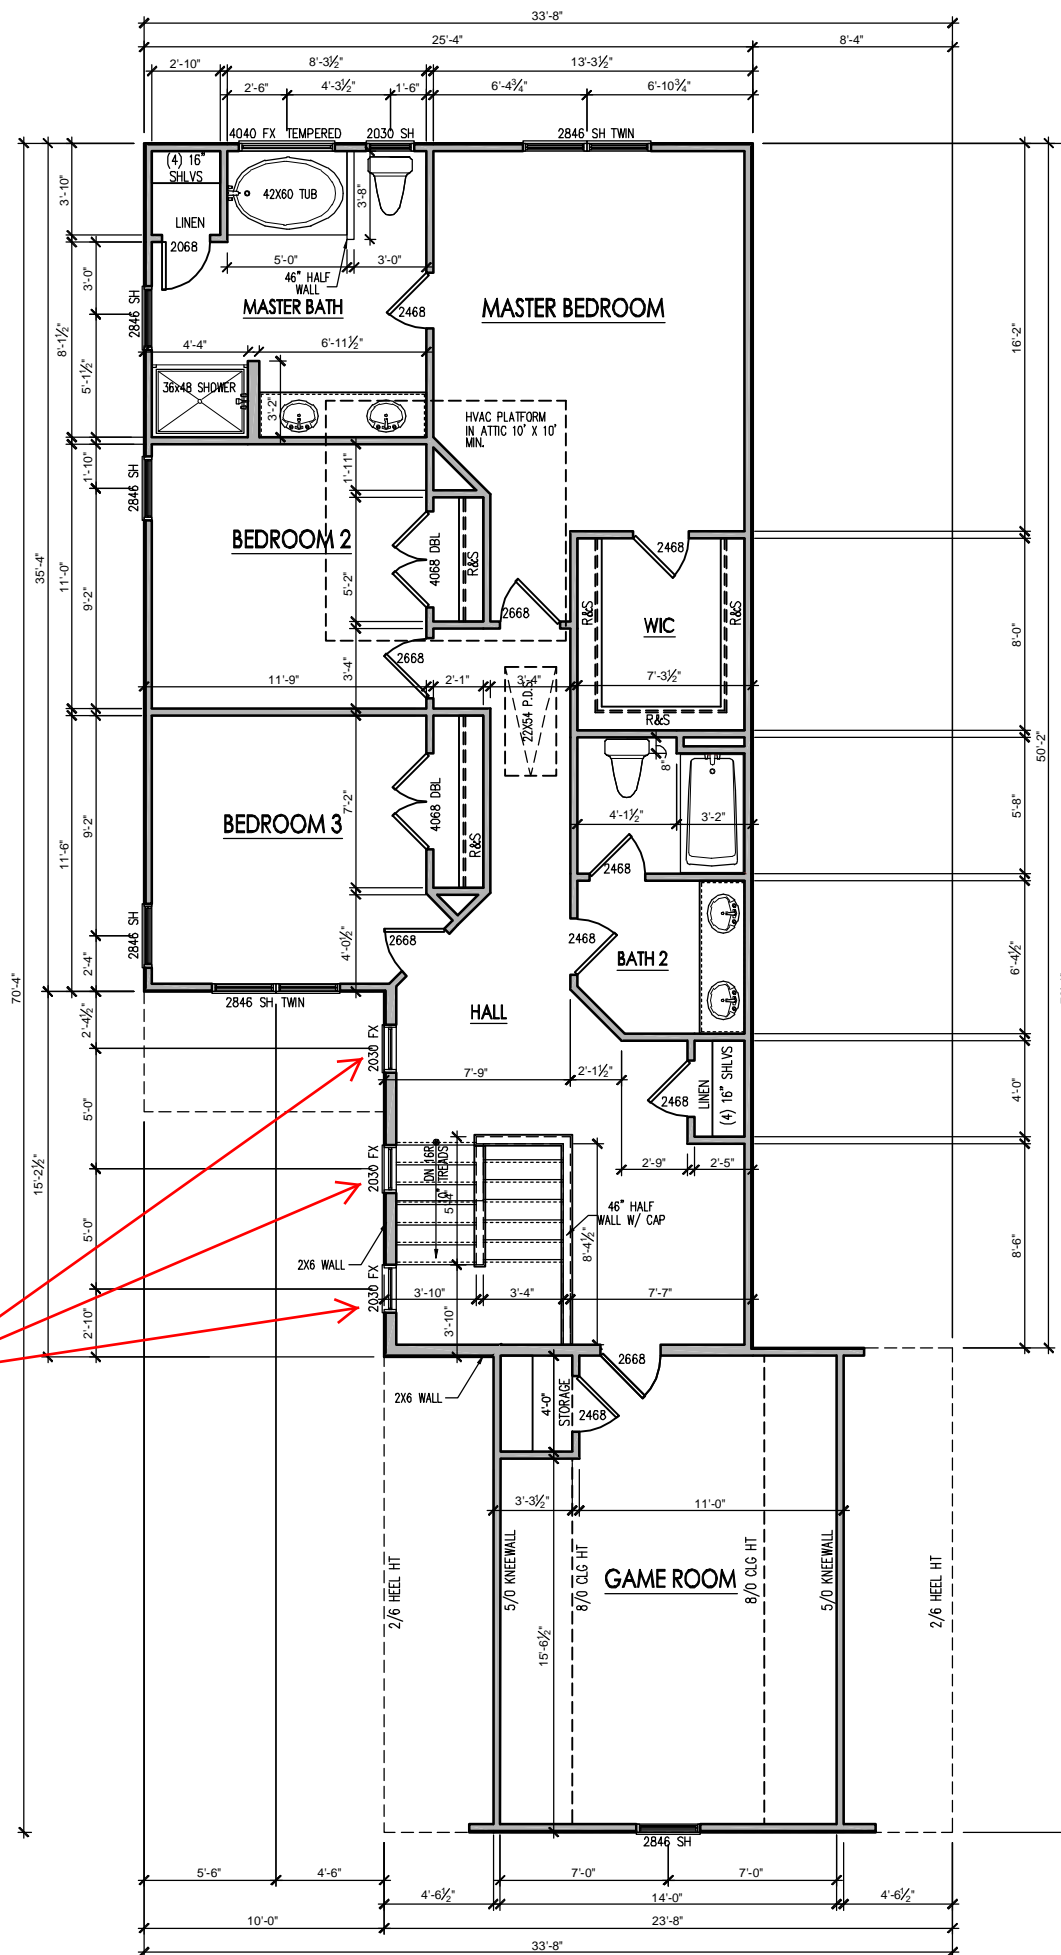 33'-8"
25'-4"
8'-4"
2'-10"
8'-3½"
13'-3½"
2'-6"
4'-3½"
1'-6"
6'-4¾"
6'-10¾"
4040 FX TEMPERED
2030 SH
2846 SH TWIN
(4) 16"
SHLVS
42X60 TUB
3'-8"
3'-10"
LINEN
2068
5'-0"
3'-0"
46" HALF
WALL
MASTER BATH
2468
MASTER BEDROOM
3'-0"
2846 SH
8'-1½"
5'-1½"
16'-2"
4'-4"
6'-11½"
36x48 SHOWER
3'-2"
HVAC PLATFORM
IN ATTIC 10' X 10'
MIN.
1'-10"
2846 SH
1'-11"
BEDROOM 2
4068 DBL
R&S
5'-2"
2468
35'-4"
11'-0"
9'-2"
R&S
R&S
WIC
2668
8'-0"
2668
3'-4"
11'-9"
2'-1"
3'-4"
7'-3½"
22X54 P.D.S
R&S
8"
50'-2"
7'-2"
4068 DBL
BEDROOM 3
R&S
4'-1½"
3'-2"
5'-8"
9'-2"
11'-6"
2468
2846 SH
2668
2468
BATH 2
4'-0½"
2'-4"
6'-4½"
70'-4"
2846 SH TWIN
HALL
2'-4½"
2030 FX
7'-9"
2'-1½"
2468
LINEN
(4) 16" SHLVS
4'-0"
5'-0"
15'-2½"
2030 FX
DN 16R
TREADS
5'-4"
2'-9"
2'-5"
46" HALF
WALL W/ CAP
8'-4½"
8'-6"
5'-0"
2X6 WALL
2030 FX
3'-10"
3'-4"
7'-7"
2'-10"
3'-10"
2668
2X6 WALL
4'-0"
STORAGE
2468
3'-3½"
11'-0"
5/0 KNEEWALL
8/0 CLG HT
GAME ROOM
8/0 CLG HT
5/0 KNEEWALL
2/6 HEEL HT
2/6 HEEL HT
15'-6½"
2846 SH
5'-6"
4'-6"
7'-0"
7'-0"
4'-6½"
14'-0"
4'-6½"
10'-0"
23'-8"
33'-8"